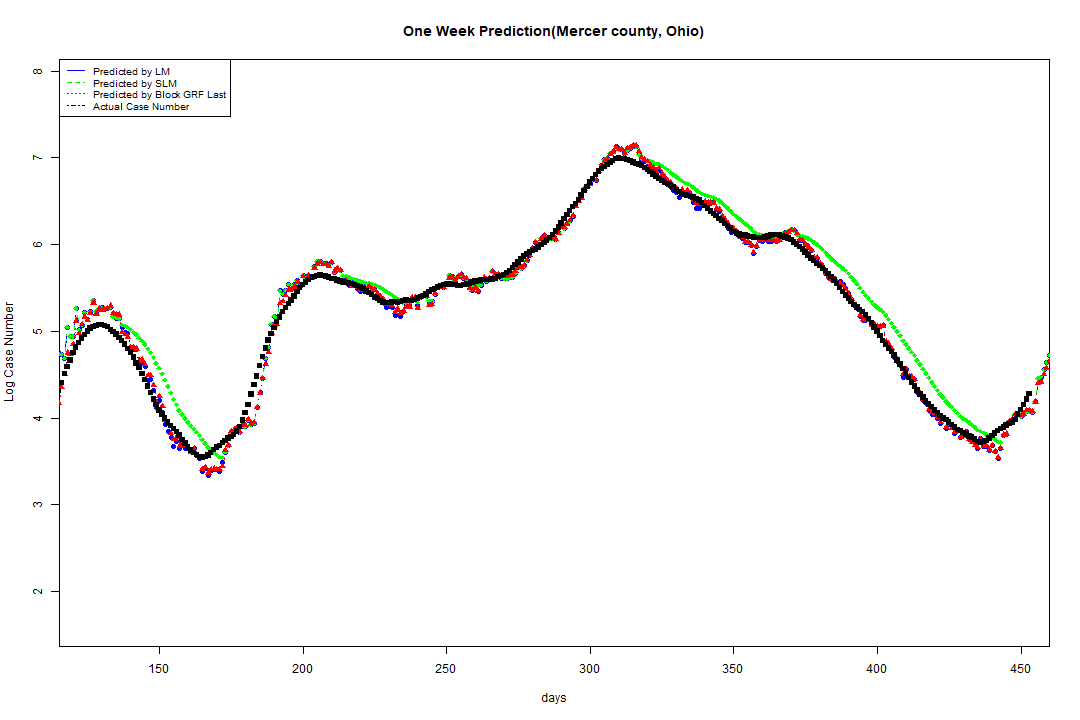 One Week Prediction(Mercer county, Ohio)
Predicted by LM
Predicted by SLM
Predicted by Block GRF Last
Actual Case Number
8
7
6
5
4
3
2
Log Case Number
150 200 250 300 350 400 450
days